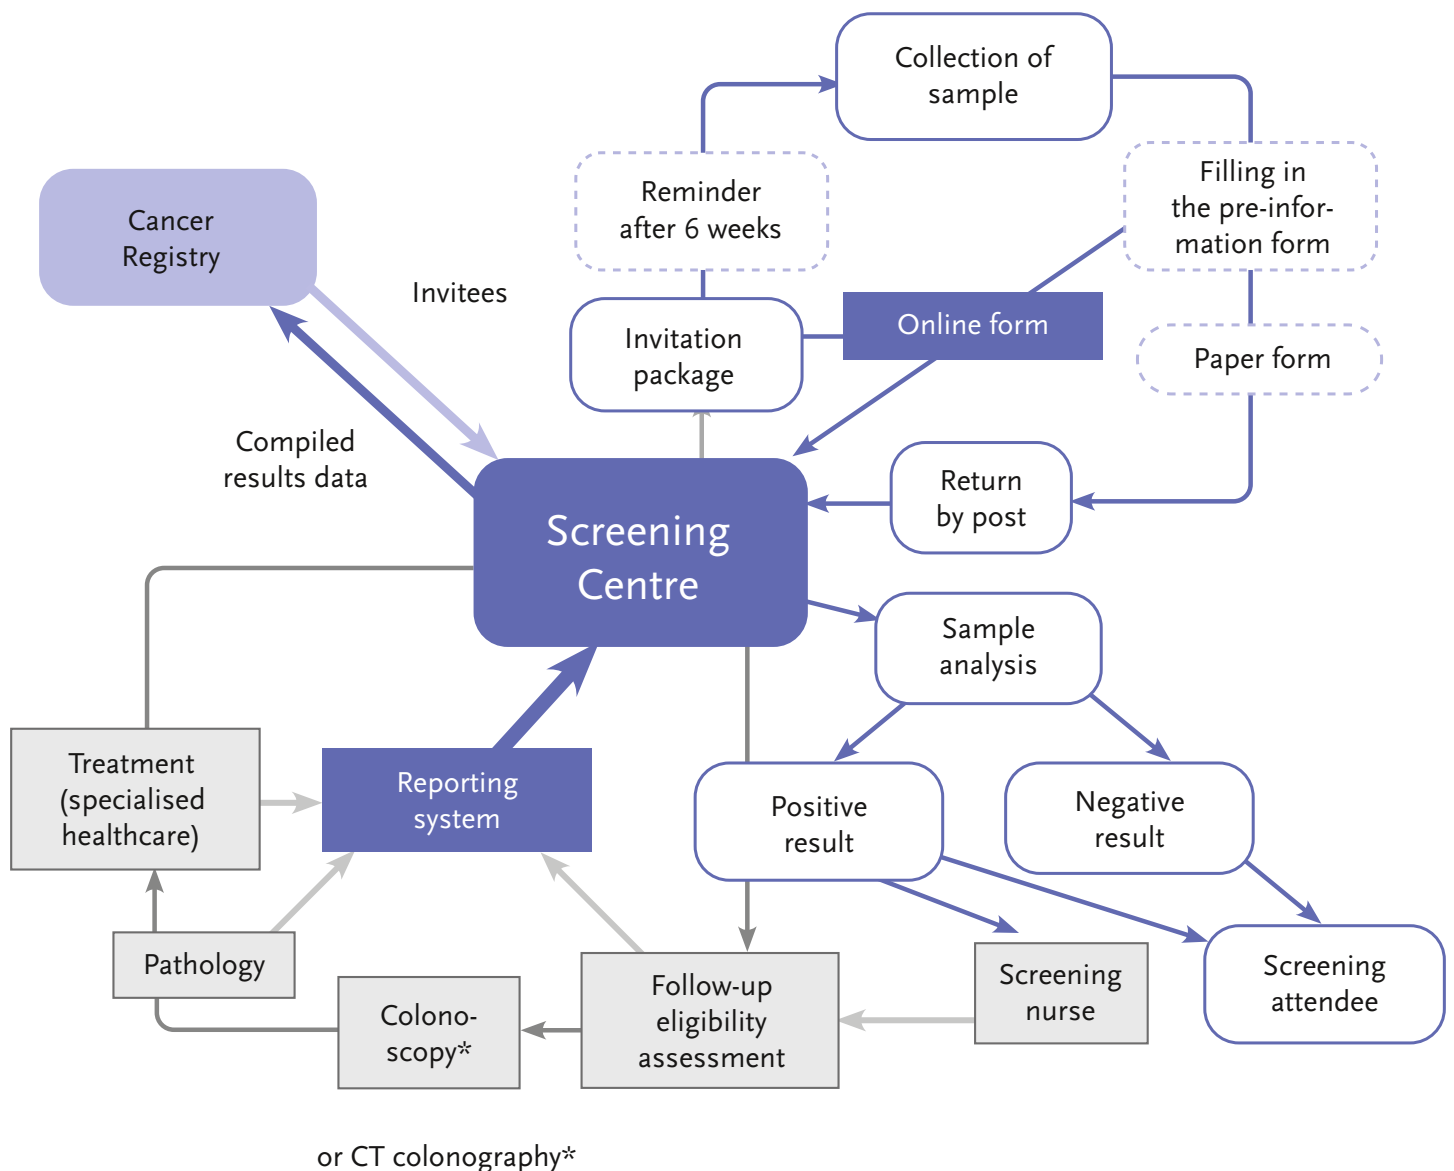 Collection of
sample
Reminder
after 6 weeks
Filling in
the pre-infor-
mation form
Cancer
Registry
Invitees
Invitation
package
Online form
Paper form
Compiled
results data
Return
by post
Screening
Centre
Sample
analysis
Treatment
(specialised
healthcare)
Reporting
system
Positive
result
Negative
result
Pathology
Colono-
scopy*
Follow-up
eligibility
assessment
Screening
nurse
Screening
attendee
or CT colonography*